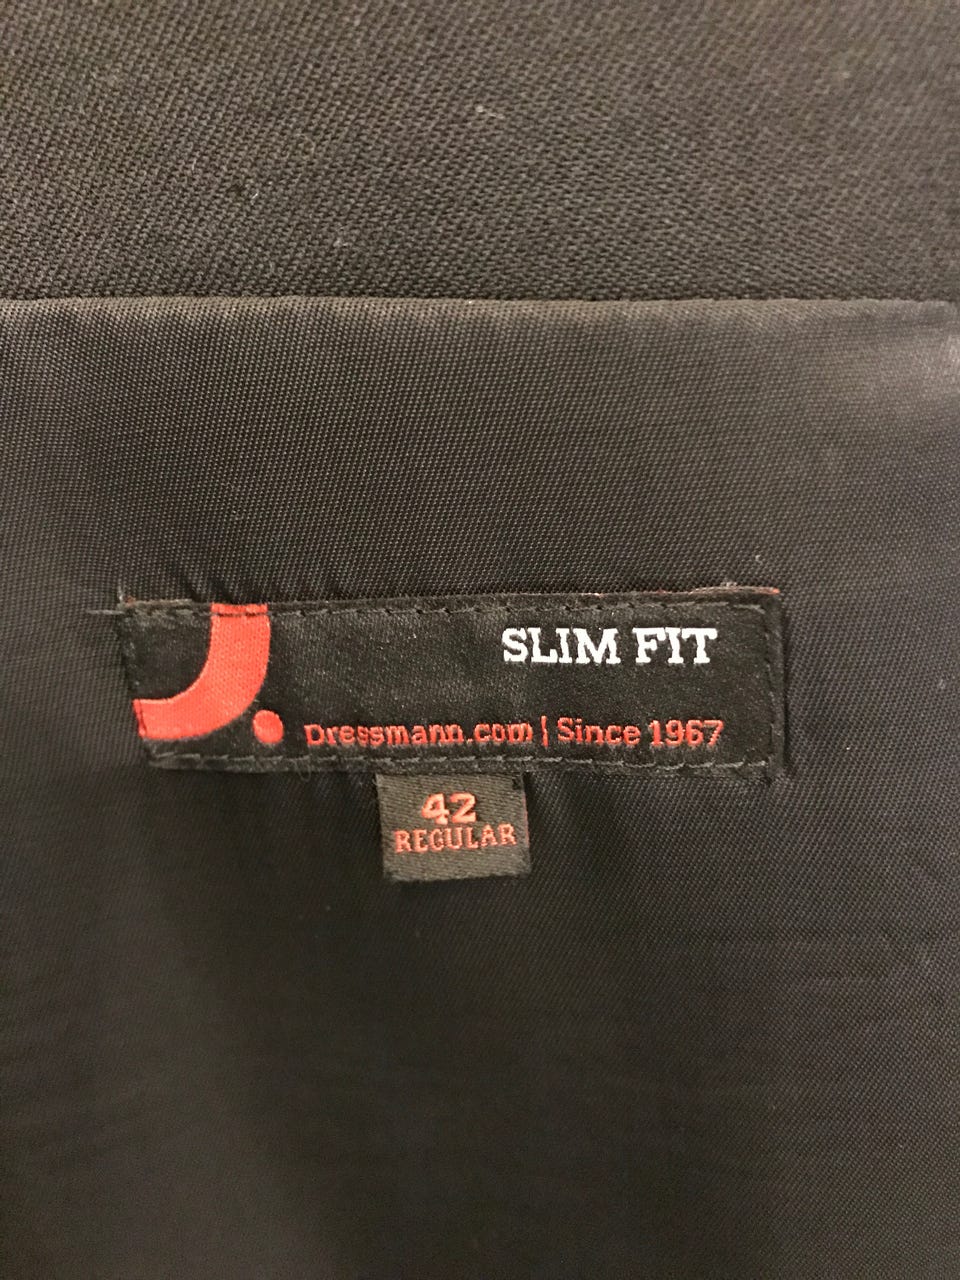 SLIM FIT
Dressmann.com | Since 1967
42
REGULAR